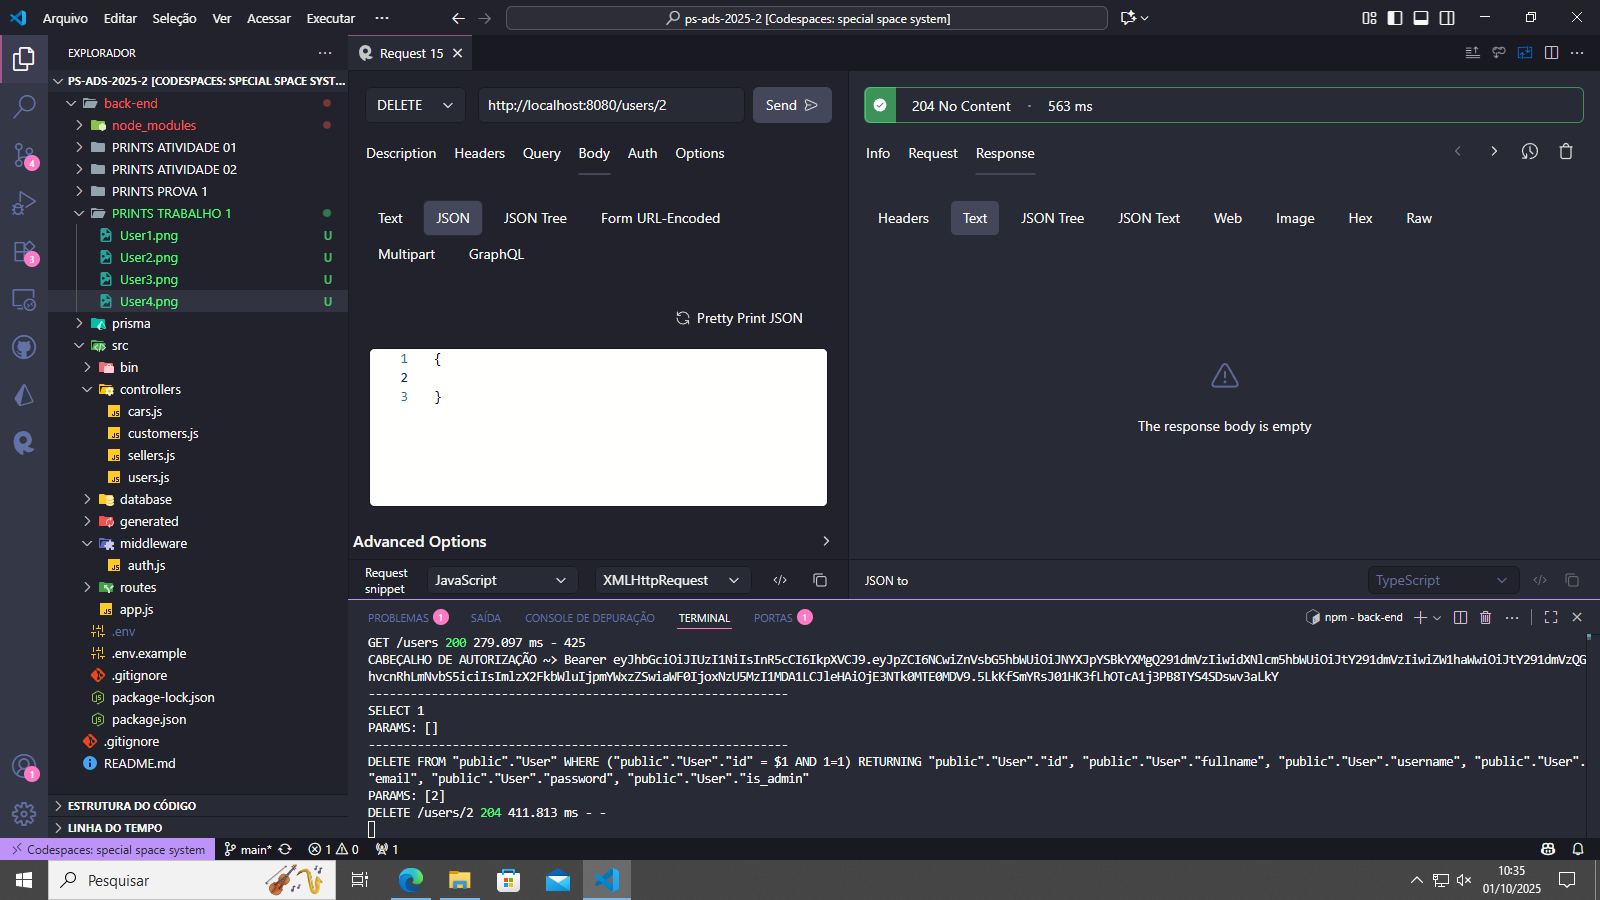 Arquivo Editar Seleção Ver Acessar Executar ···
ps-ads-2025-2 [Codespaces: special space system]
EXPLORADOR
PS-ADS-2025-2 [CODESPACES: SPECIAL SPACE SYST...
back-end
node_modules
PRINTS ATIVIDADE 01
PRINTS ATIVIDADE 02
PRINTS PROVA 1
PRINTS TRABALHO 1
User1.png U
User2.png U
User3.png U
User4.png U
prisma
src
bin
controllers
cars.js
customers.js
sellers.js
users.js
database
generated
middleware
auth.js
routes
app.js
.env
.env.example
.gitignore
package-lock.json
package.json
.gitignore
README.md
ESTRUTURA DO CÓDIGO
LINHA DO TEMPO
4
3
1
Request 15
DELETE http://localhost:8080/users/2 Send
Description Headers Query Body Auth Options
Text JSON JSON Tree Form URL-Encoded
Multipart GraphQL
Pretty Print JSON
1 {
2
3 }
Advanced Options
Request snippet JavaScript XMLHttpRequest
204 No Content · 563 ms
Info Request Response
Headers Text JSON Tree JSON Text Web Image Hex Raw
The response body is empty
JSON to TypeScript
PROBLEMAS 1 SAÍDA CONSOLE DE DEPURAÇÃO TERMINAL PORTAS 1
npm - back-end
GET /users 200 279.097 ms - 425
CABEÇALHO DE AUTORIZAÇÃO ~> Bearer
----------------------------------------------------------
SELECT 1
PARAMS: []
----------------------------------------------------------
DELETE FROM "public"."User" WHERE ("public"."User"."id" = $1 AND 1=1) RETURNING "public"."User"."id", "public"."User"."fullname", "public"."User"."username", "public"."User".
"email", "public"."User"."password", "public"."User"."is_admin"
PARAMS: [2]
DELETE /users/2 204 411.813 ms - -
Codespaces: special space system main* 1 0 1
Pesquisar
10:35
01/10/2025